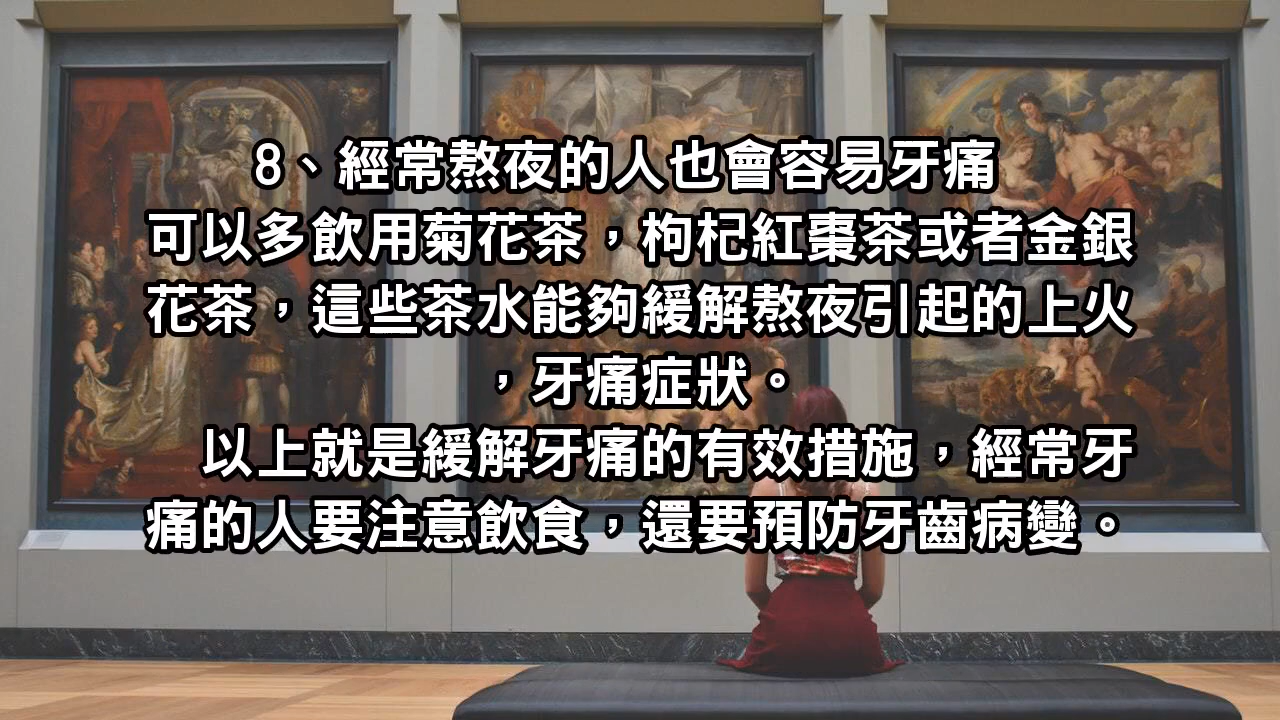 8、經常熬夜的人也會容易牙痛
可以多飲用菊花茶，枸杞紅棗茶或者金銀
花茶，這些茶水能夠緩解熬夜引起的上火
，牙痛症狀。
以上就是緩解牙痛的有效措施，經常牙
痛的人要注意飲食，還要預防牙齒病變。